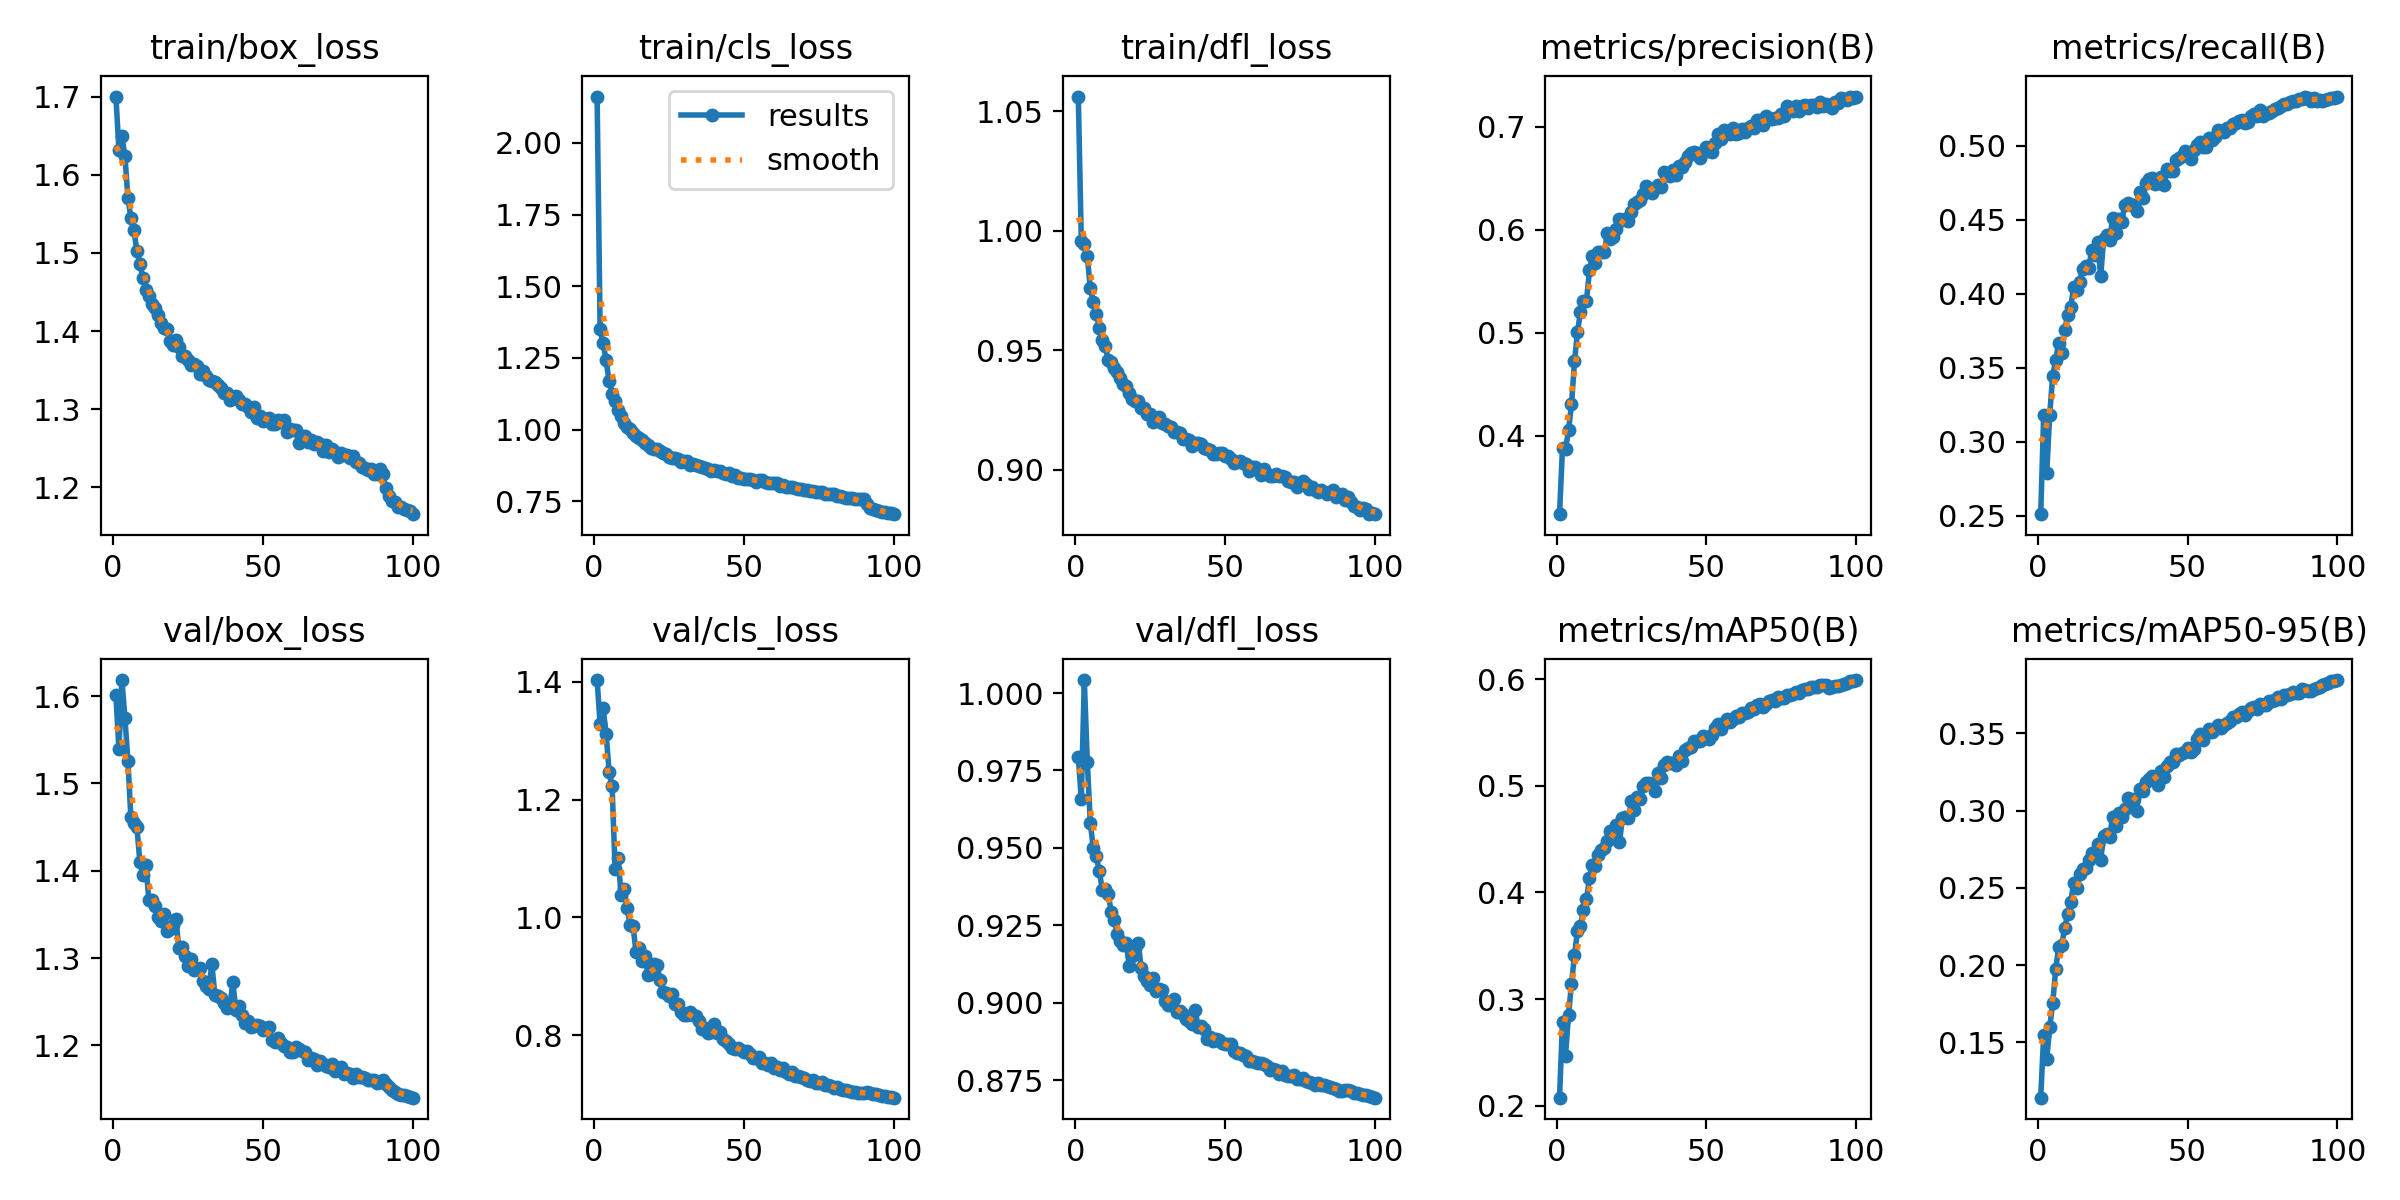 train/box_loss
train/cls_loss
train/dfl_loss
metrics/precision(B)
metrics/recall(B)
1.7
1.6
1.5
1.4
1.3
1.2
0 50 100
results
smooth
2.00
1.75
1.50
1.25
1.00
0.75
0 50 100
1.05
1.00
0.95
0.90
0 50 100
0.7
0.6
0.5
0.4
0 50 100
0.50
0.45
0.40
0.35
0.30
0.25
0 50 100
val/box_loss
val/cls_loss
val/dfl_loss
metrics/mAP50(B)
metrics/mAP50-95(B)
1.6
1.5
1.4
1.3
1.2
0 50 100
1.4
1.2
1.0
0.8
0 50 100
1.000
0.975
0.950
0.925
0.900
0.875
0 50 100
0.6
0.5
0.4
0.3
0.2
0 50 100
0.35
0.30
0.25
0.20
0.15
0 50 100